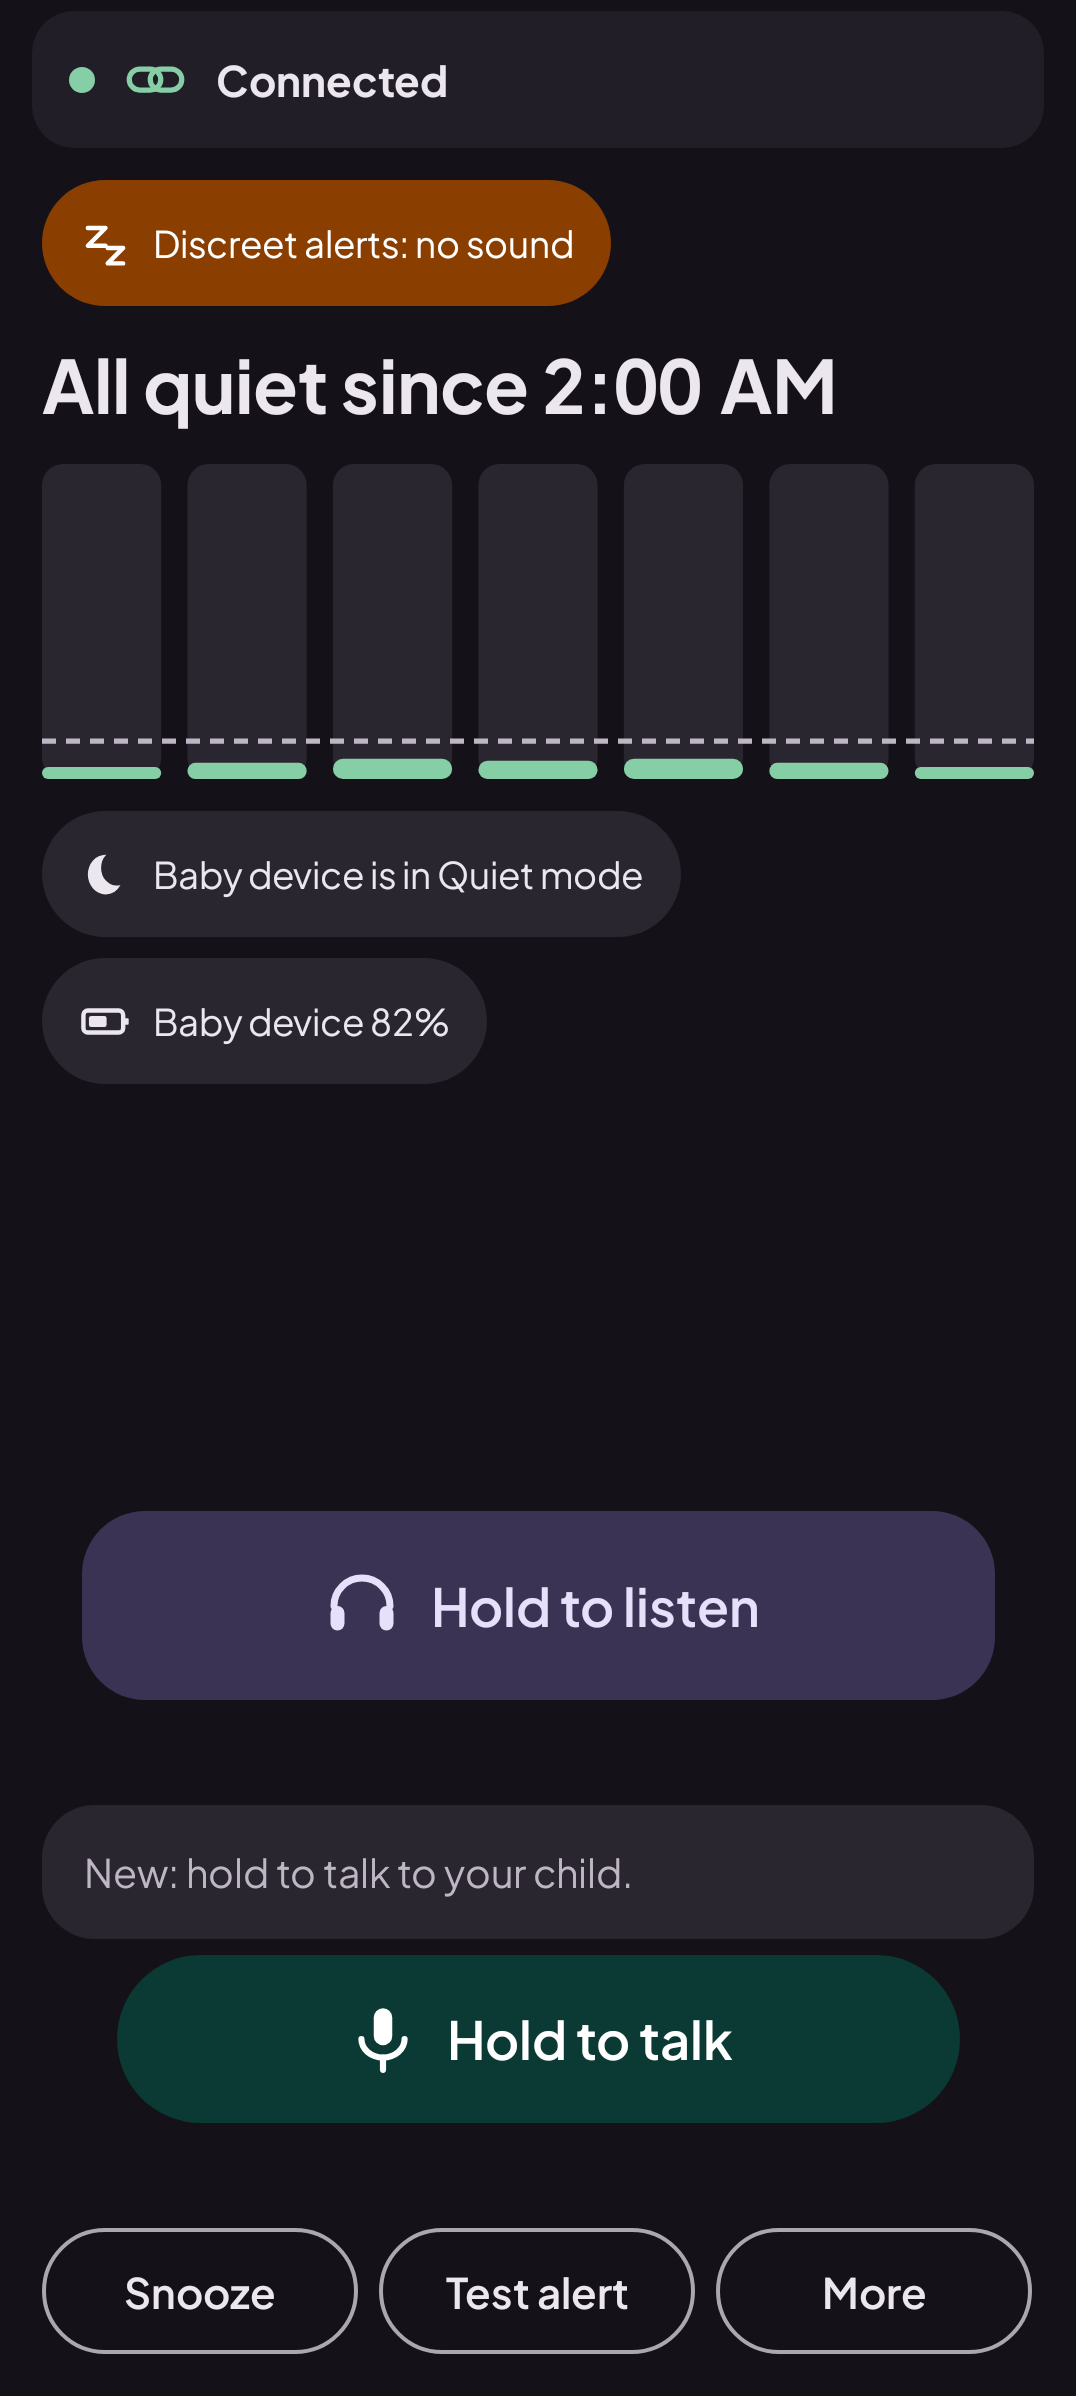 Connected
Discreet alerts: no sound
All quiet since 2:00 AM
Baby device is in Quiet mode
Baby device 82%
Hold to listen
New: hold to talk to your child.
Hold to talk
Snooze
Test alert
More